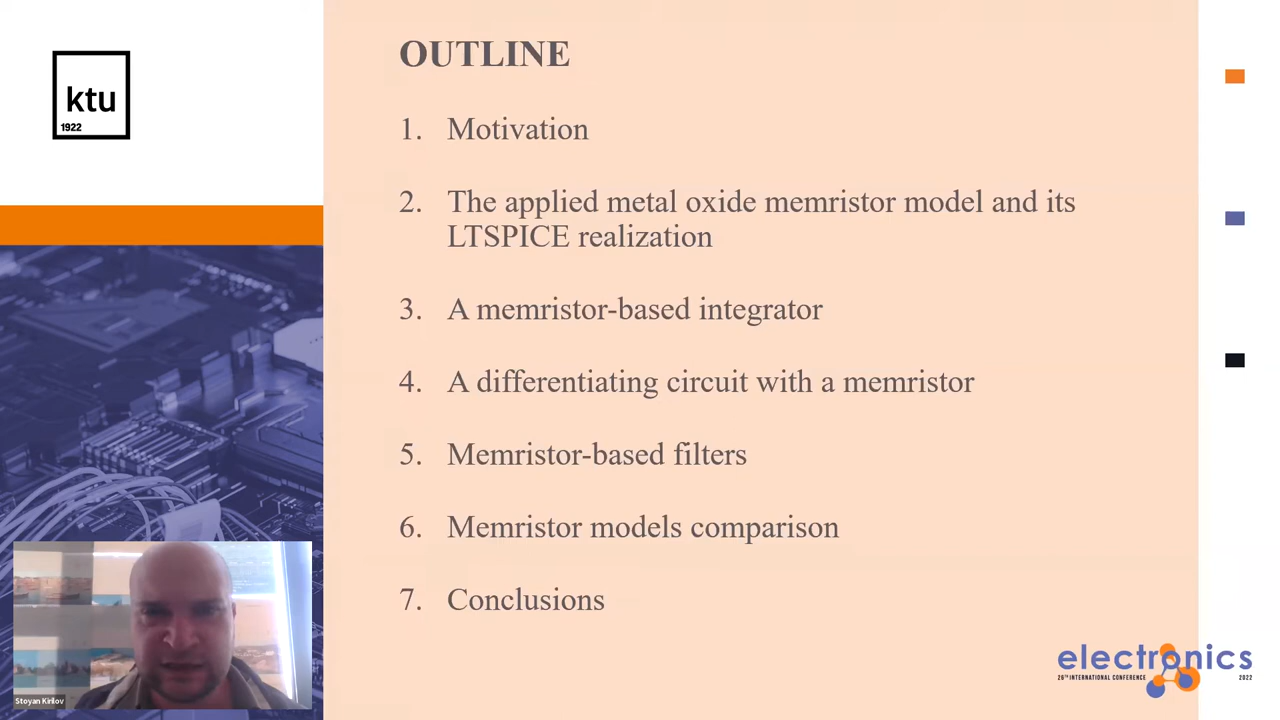 ktu
1922
OUTLINE
1. Motivation
2. The applied metal oxide memristor model and its
LTSPICE realization
3. A memristor-based integrator
4. A differentiating circuit with a memristor
5. Memristor-based filters
6. Memristor models comparison
7. Conclusions
Stoyan Kirilov
electronics
26TH INTERNATIONAL CONFERENCE 2022